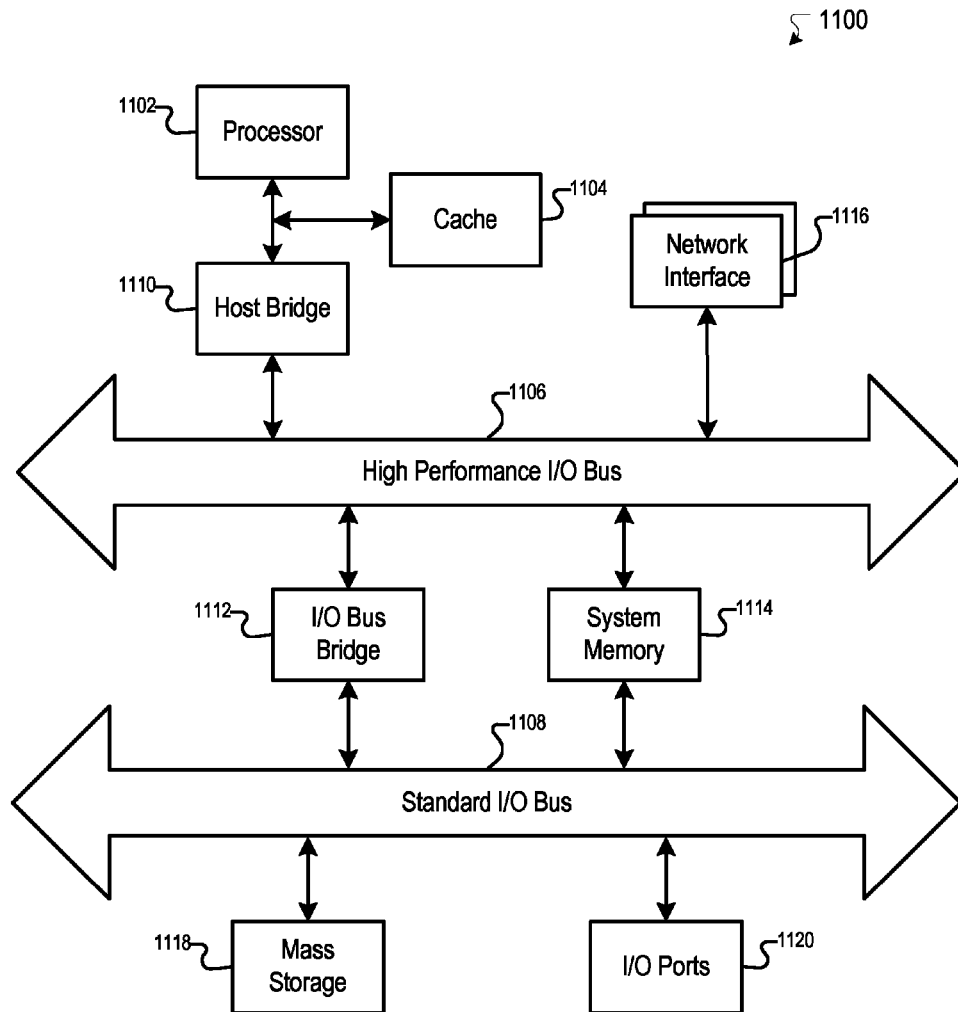 1100
1102
Processor
1104
Cache
1116
Network
Interface
1110
Host Bridge
1106
High Performance I/O Bus
1112
I/O Bus
Bridge
System
Memory
1114
1108
Standard I/O Bus
1118
Mass
Storage
I/O Ports
1120